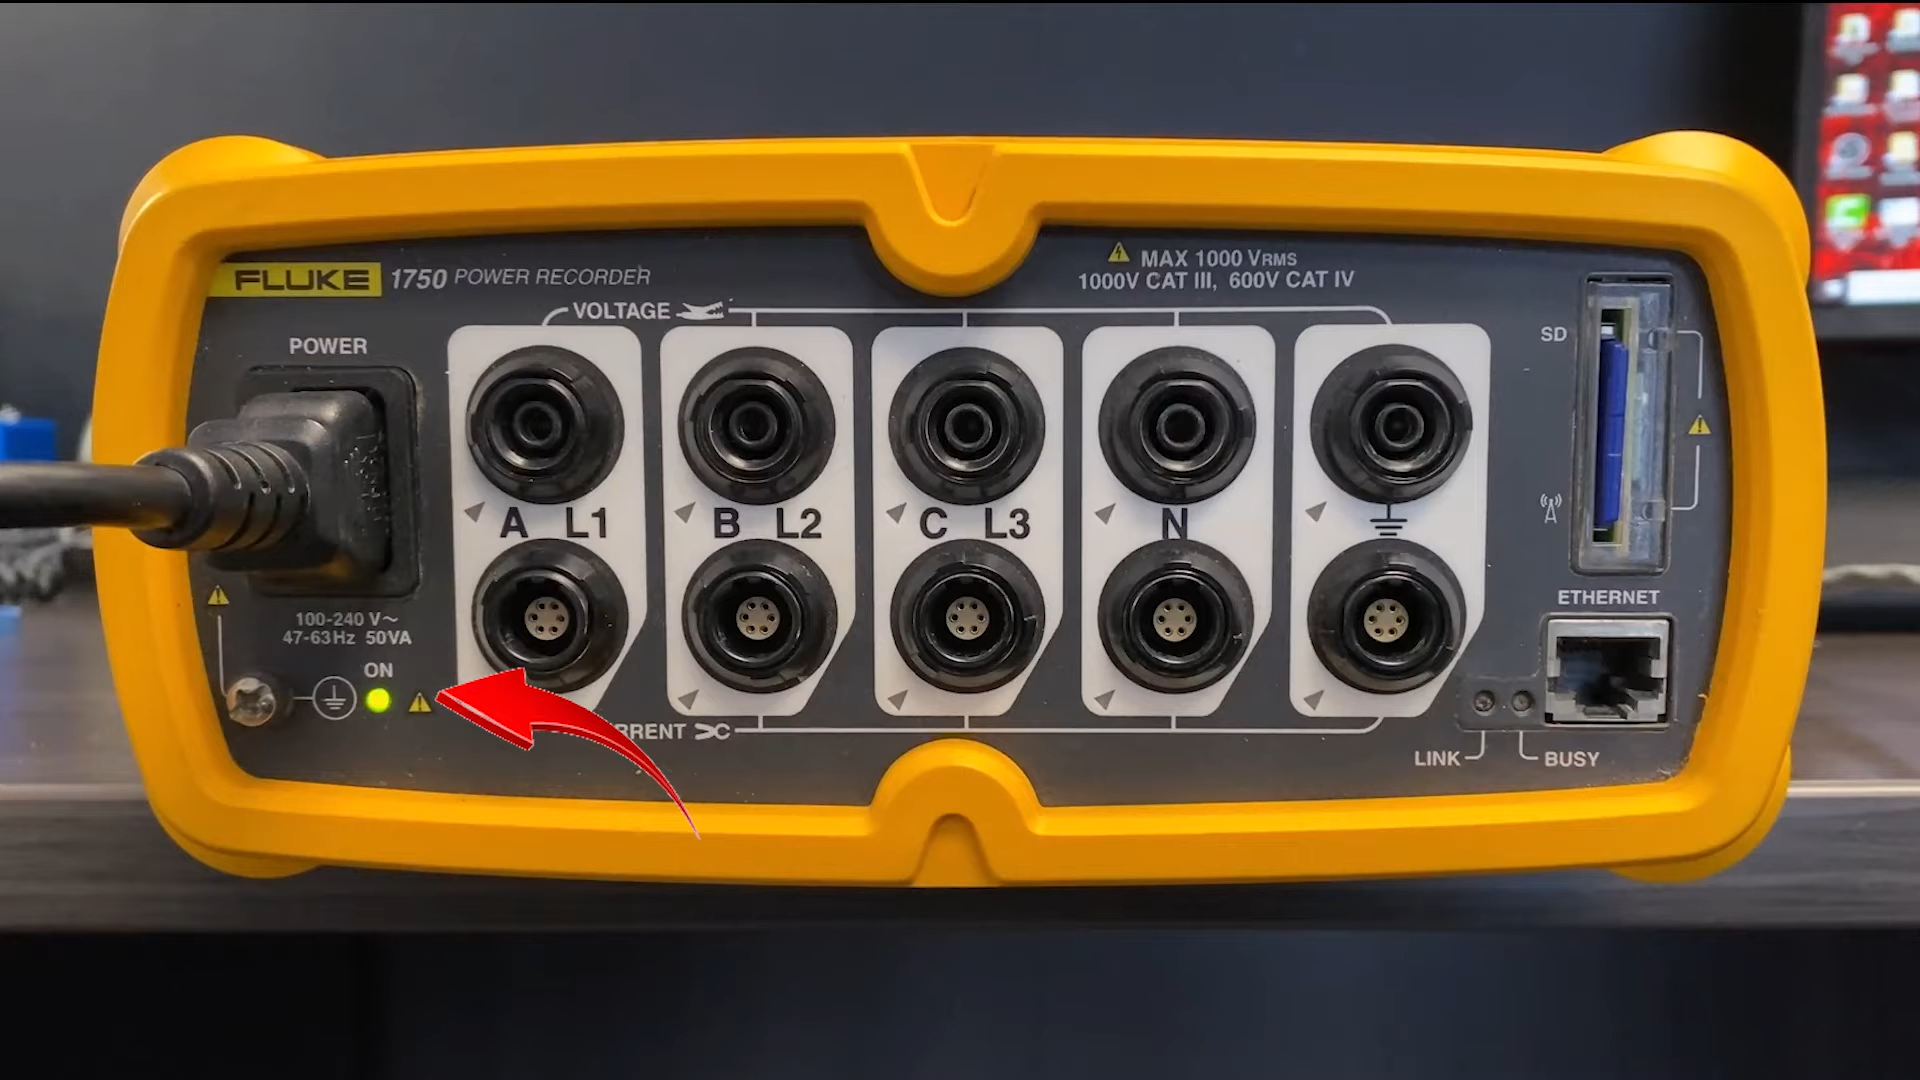 FLUKE 1750 POWER RECORDER
MAX 1000 VRMS
1000V CAT III, 600V CAT IV
VOLTAGE
POWER
SD
A L1
B L2
C L3
N
ETHERNET
100-240 V~
47-63Hz 50VA
ON
RRENT
LINK
BUSY